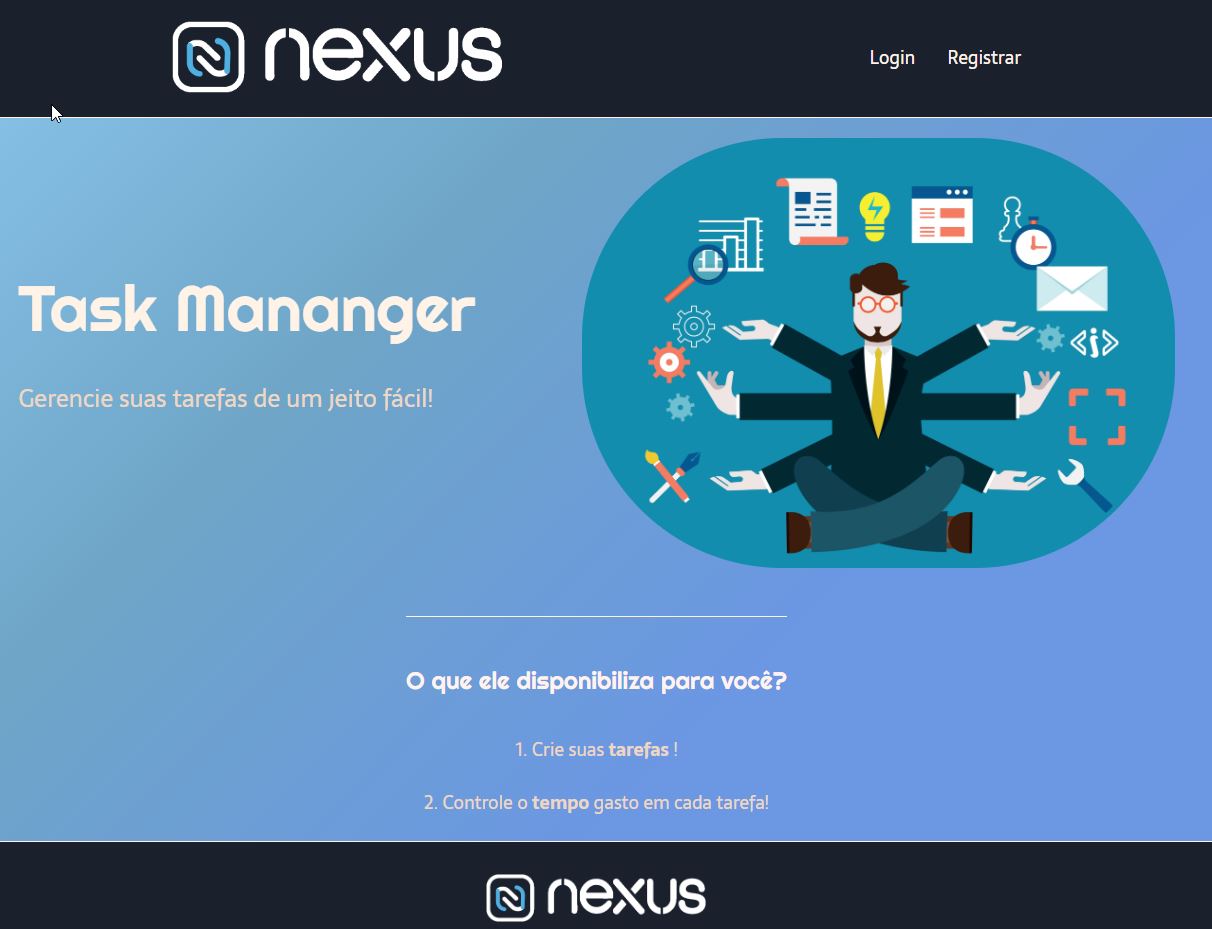 nexus
Login
Registrar
Task Mananger
Gerencie suas tarefas de um jeito fácil!
O que ele disponibiliza para você?
1. Crie suas tarefas !
2. Controle o tempo gasto em cada tarefa!
nexus